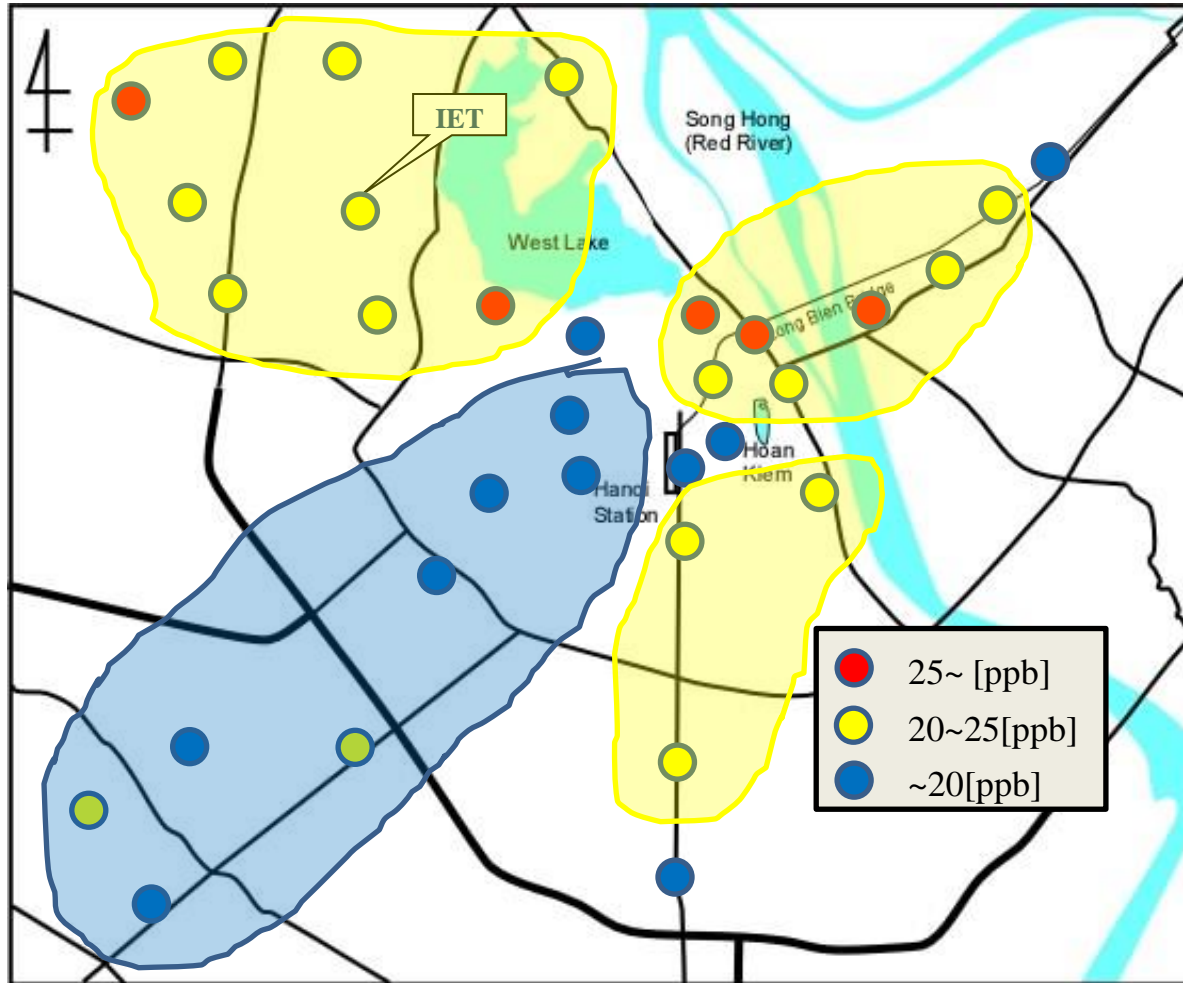 IET
Song Hong
(Red River)
West Lake
Long Bien Bridge
Hoan
Kiem
Hanoi
Station
25~ [ppb]
20~25[ppb]
~20[ppb]